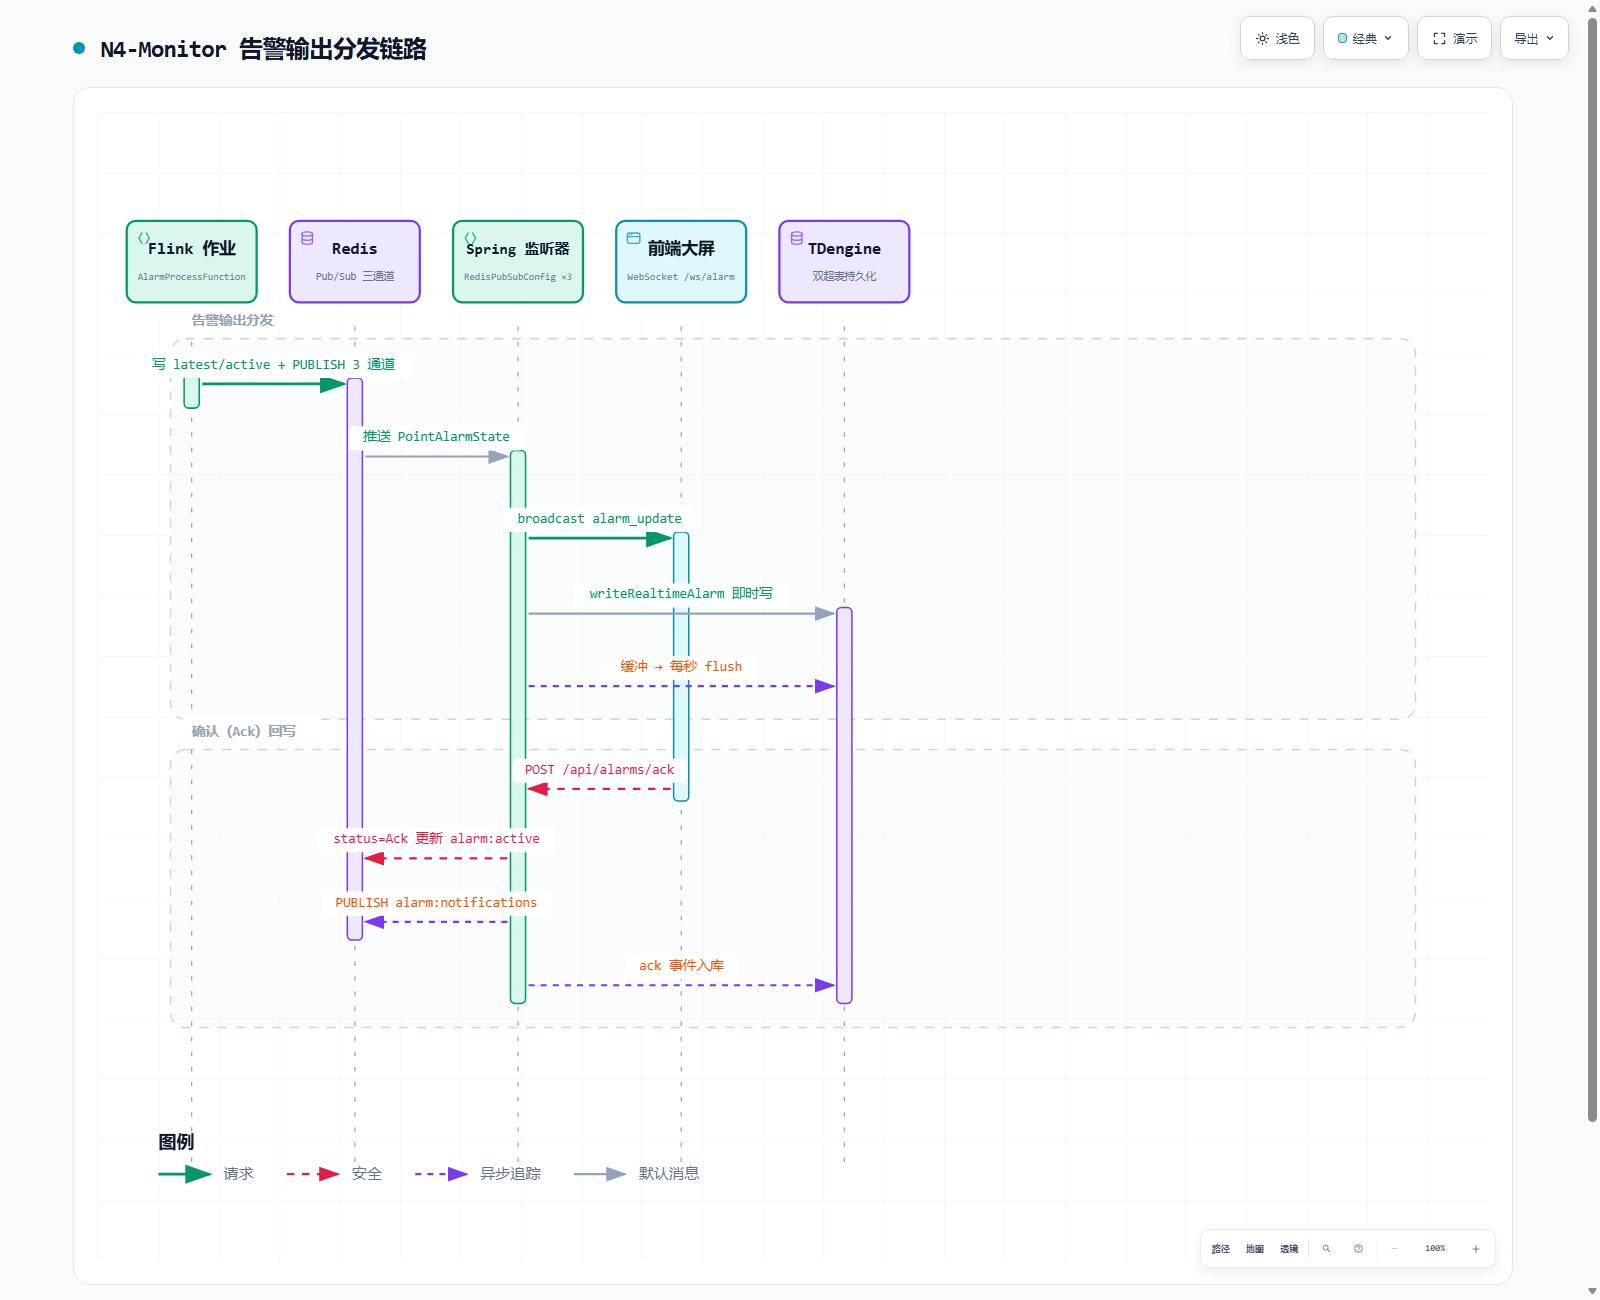 N4-Monitor 告警输出分发链路
浅色
经典
演示
导出
Flink 作业
AlarmProcessFunction
Redis
Pub/Sub 三通道
Spring 监听器
RedisPubSubConfig ×3
前端大屏
WebSocket /ws/alarm
TDengine
双超表持久化
告警输出分发
写 latest/active + PUBLISH 3 通道
推送 PointAlarmState
broadcast alarm_update
writeRealtimeAlarm 即时写
缓冲 → 每秒 flush
确认 (Ack) 回写
POST /api/alarms/ack
status=Ack 更新 alarm:active
PUBLISH alarm:notifications
ack 事件入库
图例
请求
安全
异步追踪
默认消息
路径
地图
透镜
100%